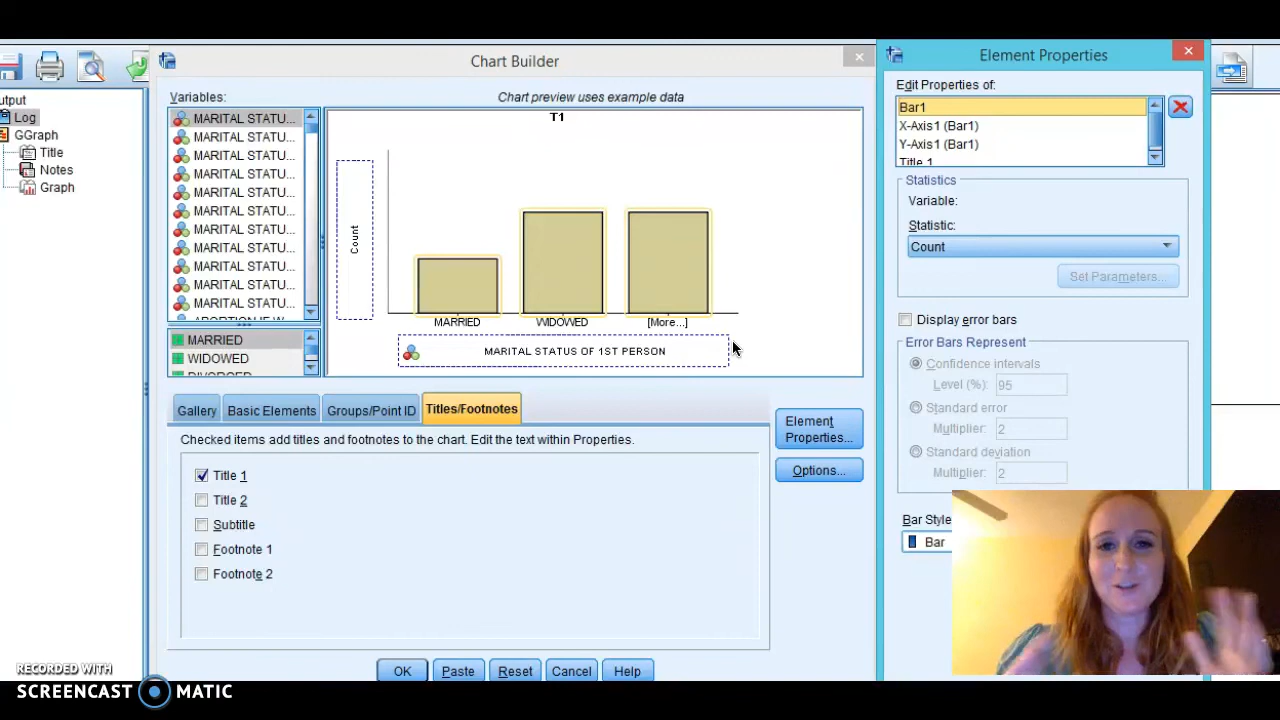 Chart Builder
Element Properties
Variables:
Chart preview uses example data
Edit Properties of:
utput
Log
GGraph
Title
Notes
Graph
MARITAL STATU...
MARITAL STATU...
MARITAL STATU...
MARITAL STATU...
MARITAL STATU...
MARITAL STATU...
MARITAL STATU...
MARITAL STATU...
MARITAL STATU...
MARITAL STATU...
MARITAL STATU...
MARRIED
WIDOWED
T1
Count
MARRIED WIDOWED [More...]
MARITAL STATUS OF 1ST PERSON
Bar1
X-Axis1 (Bar1)
Y-Axis1 (Bar1)
Title 1
Statistics
Variable:
Statistic:
Count
Set Parameters...
Display error bars
Error Bars Represent
Confidence intervals
Level (%): 95
Standard error
Multiplier: 2
Standard deviation
Multiplier: 2
Bar Style
Bar
Gallery Basic Elements Groups/Point ID Titles/Footnotes
Element
Properties...
Options...
Checked items add titles and footnotes to the chart. Edit the text within Properties.
Title 1
Title 2
Subtitle
Footnote 1
Footnote 2
OK Paste Reset Cancel Help
RECORDED WITH
SCREENCAST MATIC